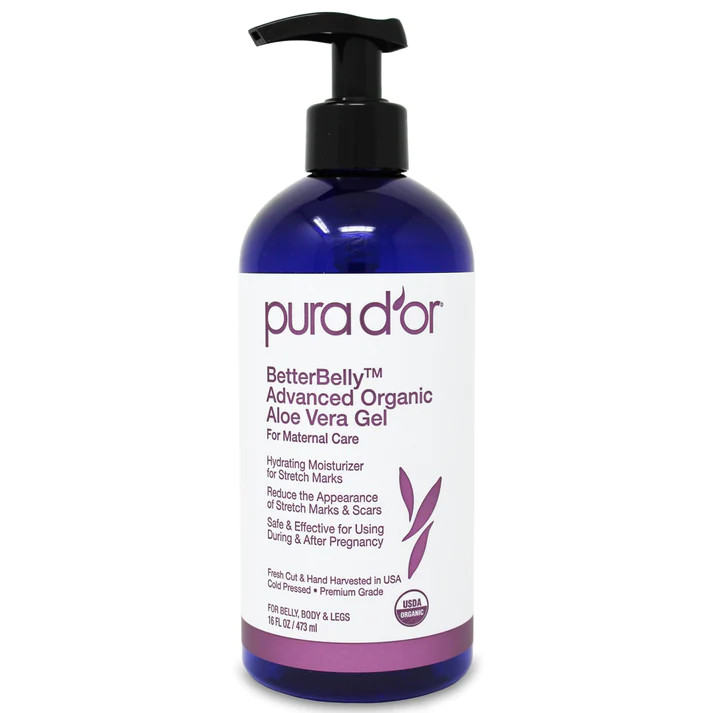 pura d'or®
BetterBelly™
Advanced Organic
Aloe Vera Gel
For Maternal Care
Hydrating Moisturizer
for Stretch Marks
Reduce the Appearance
of Stretch Marks & Scars
Safe & Effective for Using
During & After Pregnancy
Fresh Cut & Hand Harvested in USA
Cold Pressed • Premium Grade
FOR BELLY, BODY & LEGS
16 FL OZ / 473 ml
USDA
ORGANIC